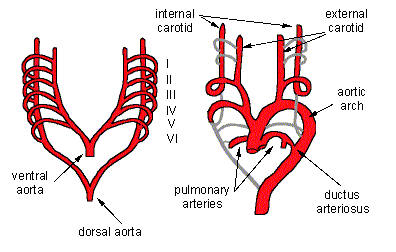 internal
carotid
external
carotid
I
II
III
IV
V
VI
aortic
arch
ventral
aorta
pulmonary
arteries
ductus
arteriosus
dorsal aorta